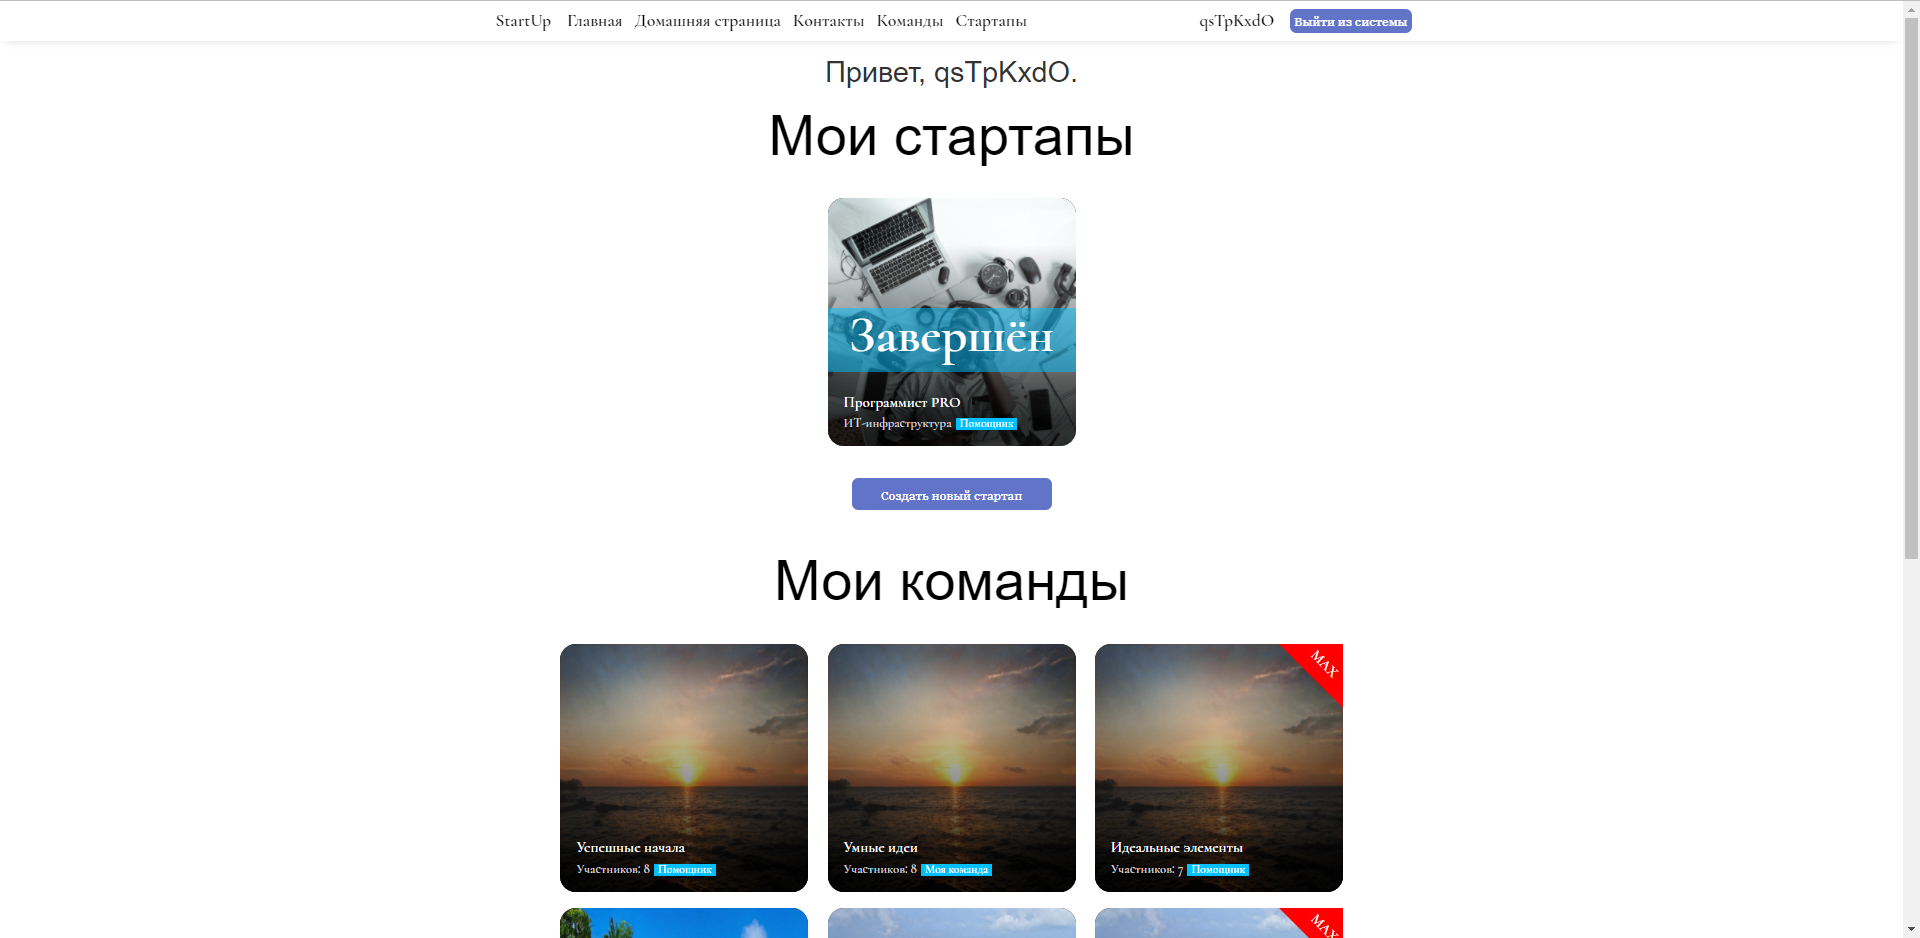 StartUp Главная Домашняя страница Контакты Команды Стартапы qsTpKxdO Выйти из системы
Привет, qsTpKxdO.
Мои стартапы
Завершён
Программист PRO
ИТ-инфраструктура Помощник
Создать новый стартап
Мои команды
MAX
Успешные начала
Участников: 8 Помощник
Умные идеи
Участников: 8 Моя команда
Идеальные элементы
Участников: 7 Помощник
MAX